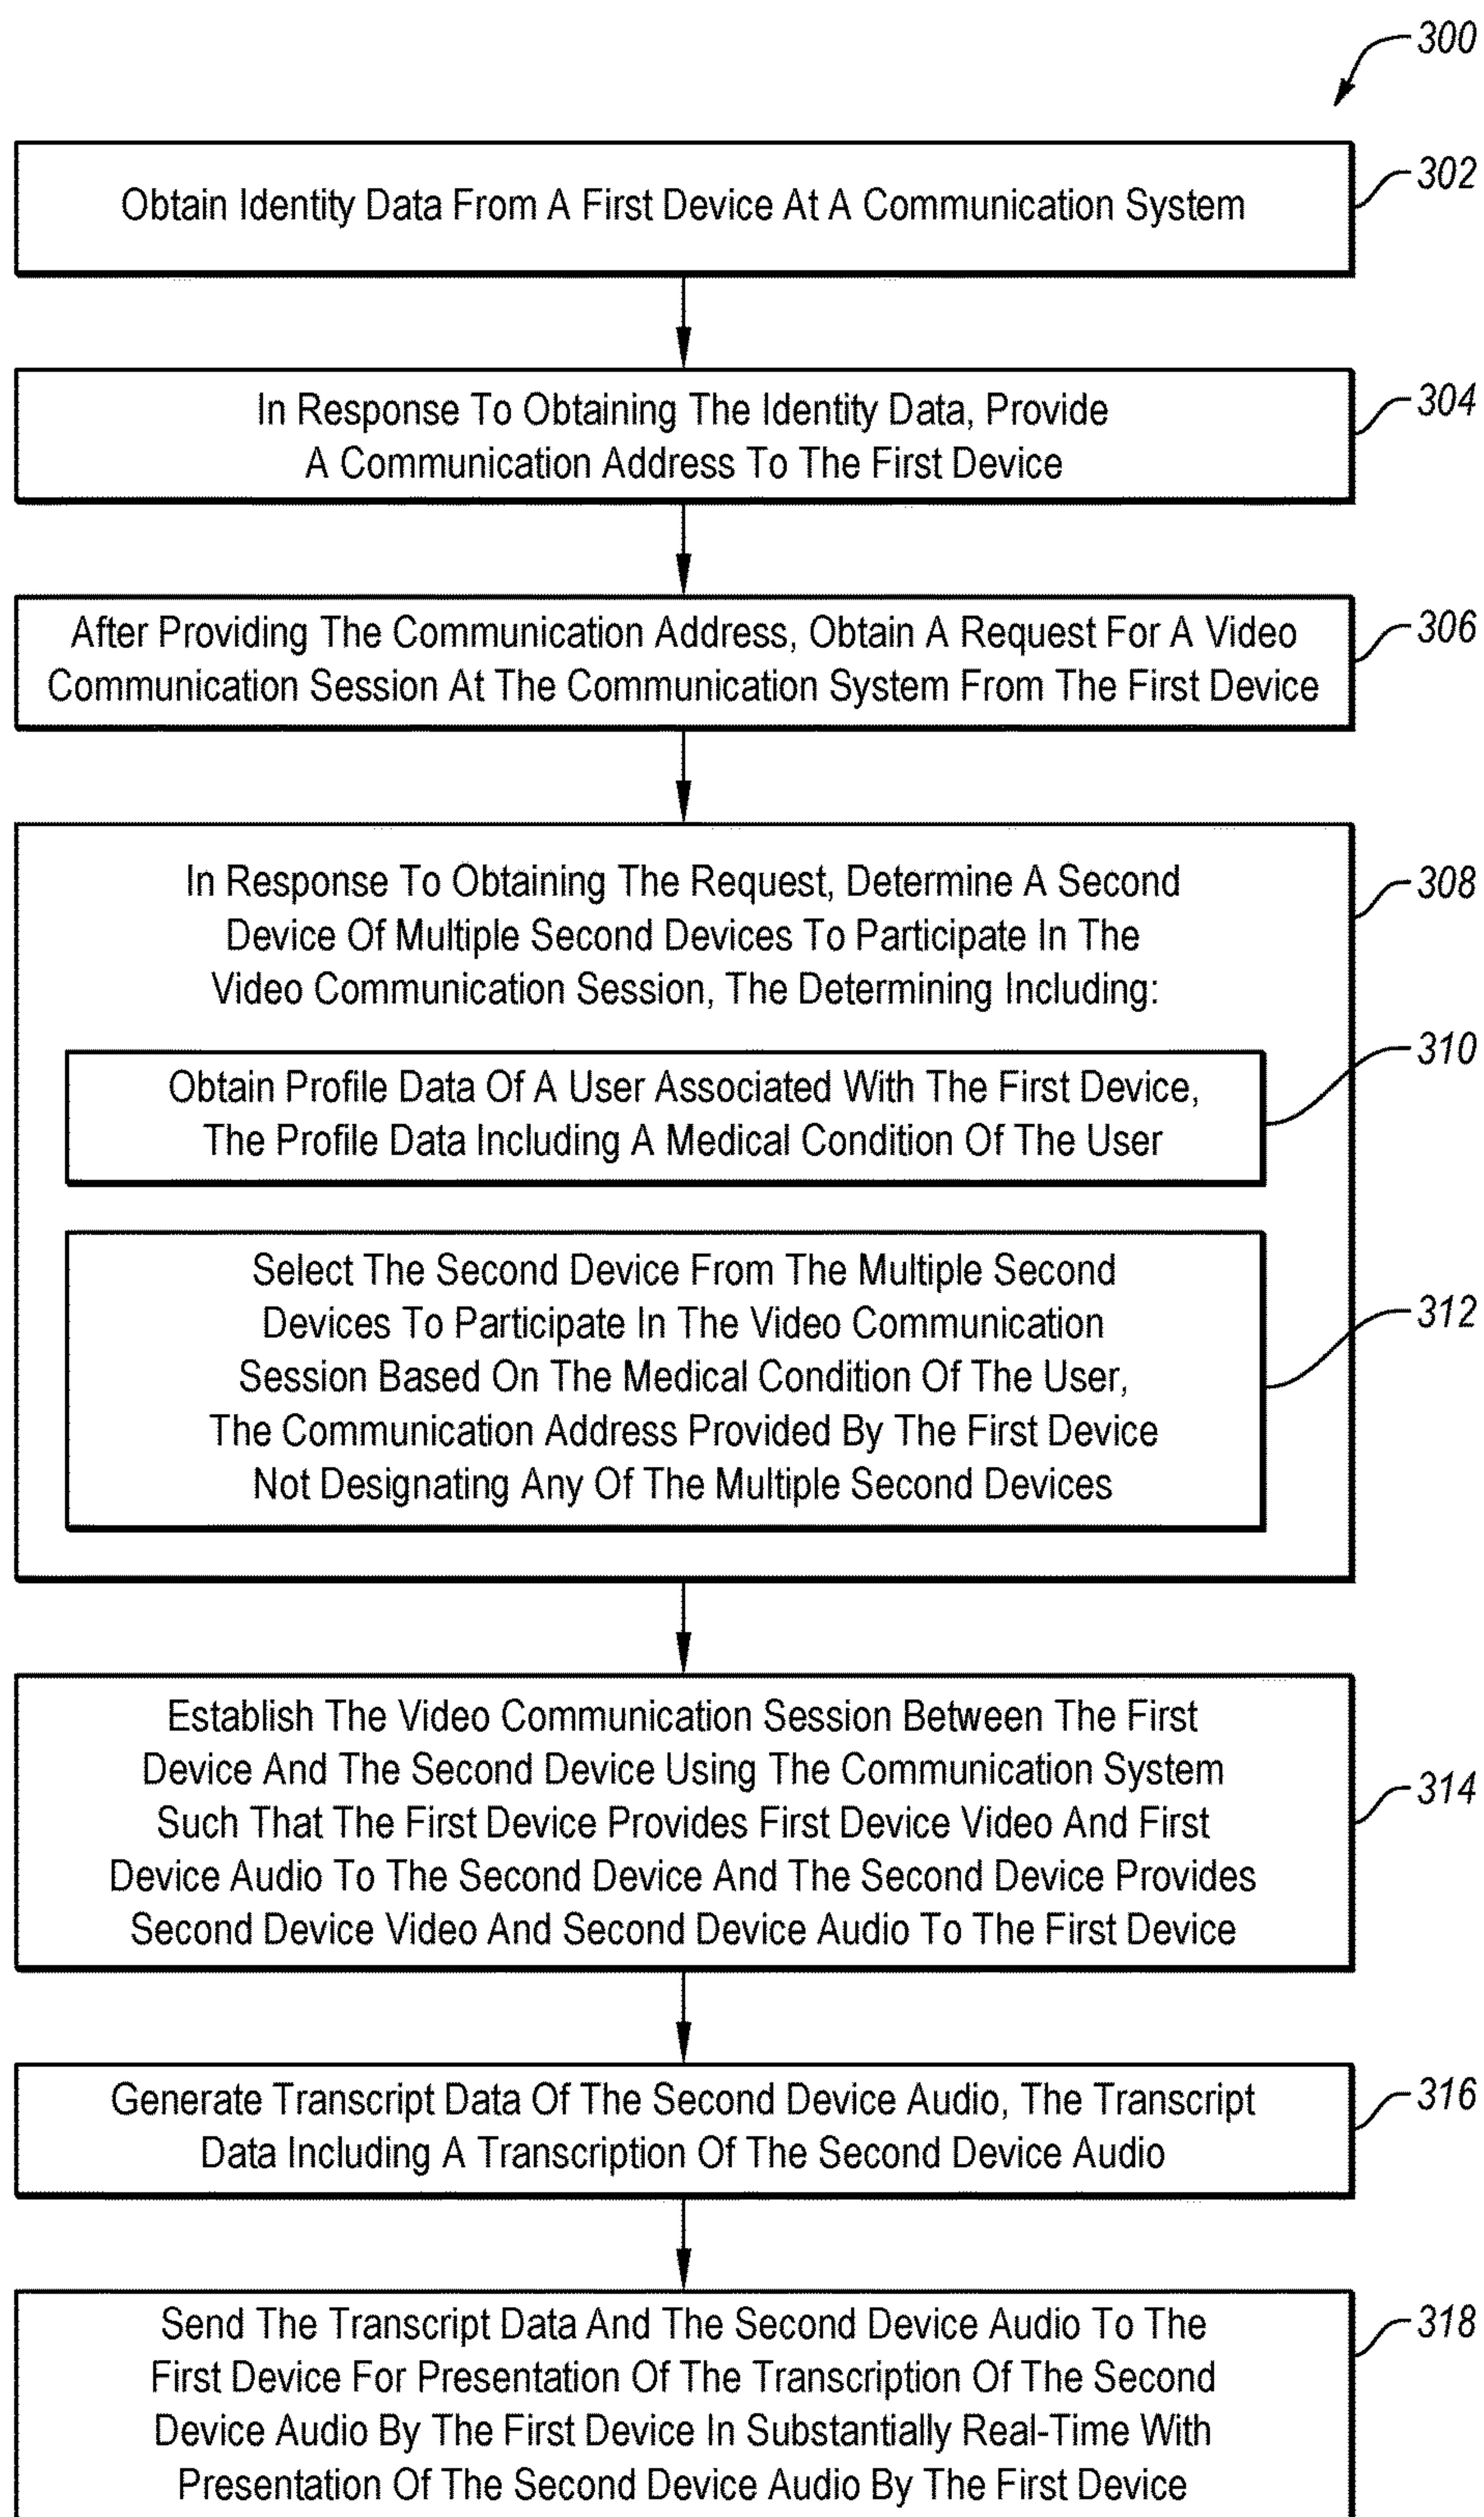 300
302
Obtain Identity Data From A First Device At A Communication System
304
In Response To Obtaining The Identity Data, Provide
A Communication Address To The First Device
306
After Providing The Communication Address, Obtain A Request For A Video
Communication Session At The Communication System From The First Device
308
In Response To Obtaining The Request, Determine A Second
Device Of Multiple Second Devices To Participate In The
Video Communication Session, The Determining Including:
310
Obtain Profile Data Of A User Associated With The First Device,
The Profile Data Including A Medical Condition Of The User
312
Select The Second Device From The Multiple Second
Devices To Participate In The Video Communication
Session Based On The Medical Condition Of The User,
The Communication Address Provided By The First Device
Not Designating Any Of The Multiple Second Devices
314
Establish The Video Communication Session Between The First
Device And The Second Device Using The Communication System
Such That The First Device Provides First Device Video And First
Device Audio To The Second Device And The Second Device Provides
Second Device Video And Second Device Audio To The First Device
316
Generate Transcript Data Of The Second Device Audio, The Transcript
Data Including A Transcription Of The Second Device Audio
318
Send The Transcript Data And The Second Device Audio To The
First Device For Presentation Of The Transcription Of The Second
Device Audio By The First Device In Substantially Real-Time With
Presentation Of The Second Device Audio By The First Device